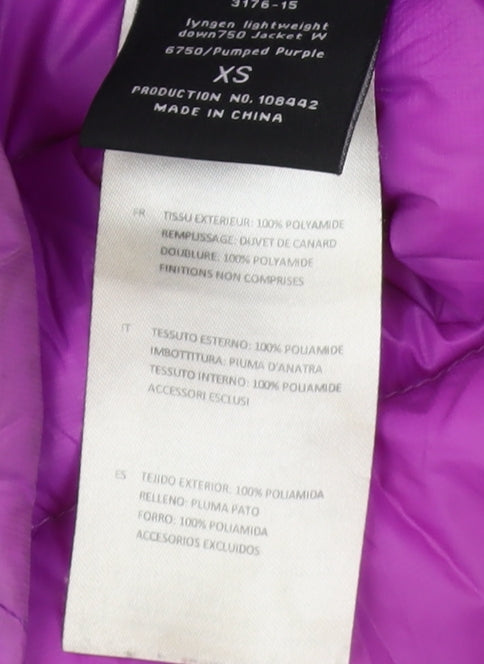 3176-15
lyngen lightweight
down750 Jacket W
6750/Pumped Purple
XS
PRODUCTION NO. 108442
MADE IN CHINA
FR TISSU EXTERIEUR: 100% POLYAMIDE
REMPLISSAGE: DUVET DE CANARD
DOUBLURE: 100% POLYAMIDE
FINITIONS NON COMPRISES
IT TESSUTO ESTERNO: 100% POLIAMIDE
IMBOTTITURA: PIUMA D'ANATRA
TESSUTO INTERNO: 100% POLIAMIDE
ACCESSORI ESCLUSI
ES TEJIDO EXTERIOR: 100% POLIAMIDA
RELLENO: PLUMA PATO
FORRO: 100% POLIAMIDA
ACCESORIOS EXCLUIDOS